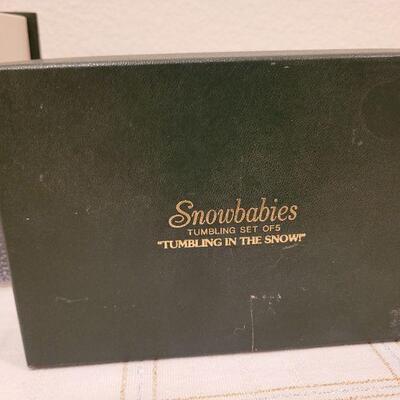 Snowbabies
TUMBLING SET OF5
"TUMBLING IN THE SNOW!"